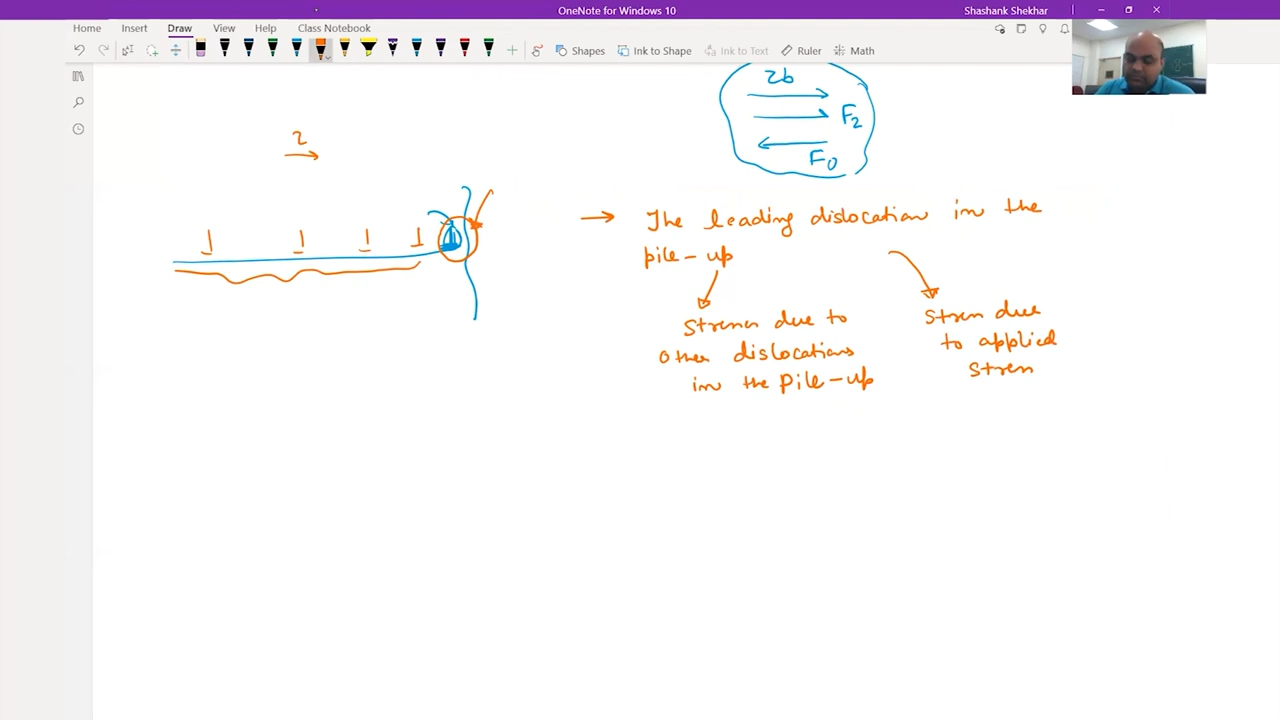 OneNote for Windows 10
Shashank Shekhar
Home Insert Draw View Help Class Notebook
Shapes Ink to Shape Ink to Text Ruler Math
τb
F2
F0
τ
→ The leading dislocation in the
pile-up
Stress due to
other dislocations
in the pile-up
Stress due
to applied
stress